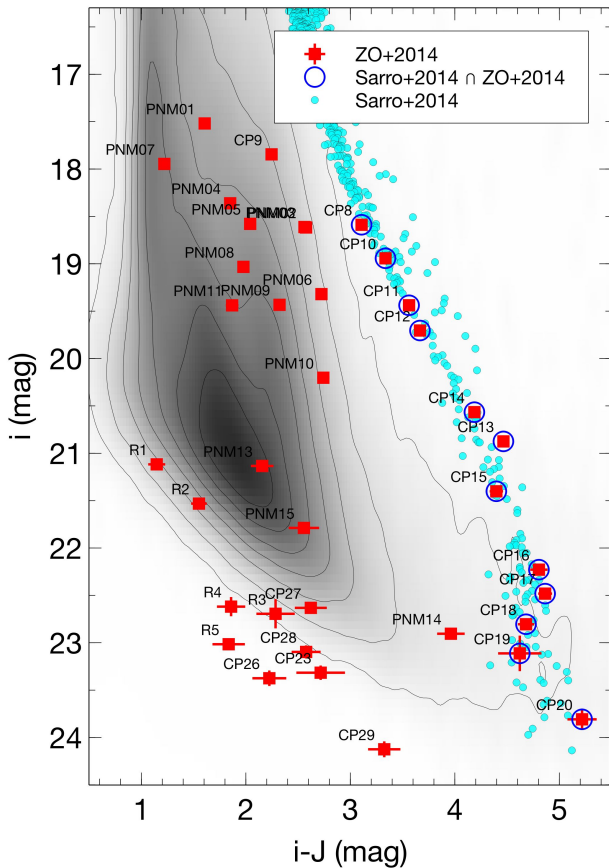 ZO+2014
Sarro+2014 ∩ ZO+2014
Sarro+2014
17
PNM01
CP9
PNM07
18
PNM04
PNM05
CP8
CP10
PNM08
19
PNM06
PNM11
PNM09
CP11
CP12
20
PNM10
CP14
CP13
R1
PNM13
21
CP15
R2
PNM15
22
CP16
CP17
R4
R3
CP27
CP18
PNM14
R5
CP28
23
CP19
CP26
CP23
CP20
CP29
24
i (mag)
1
2
3
4
5
i-J (mag)